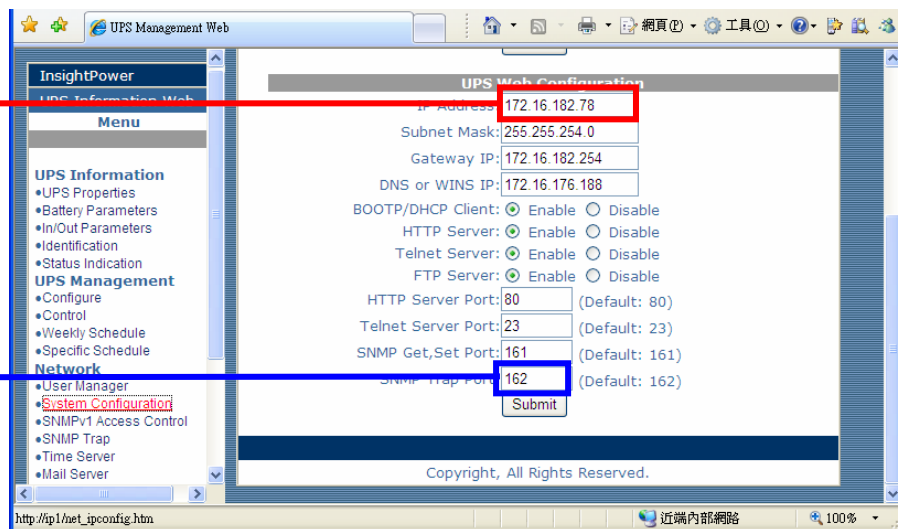 UPS Management Web
網頁(P)
工具(O)
InsightPower
UPS Information Web
Menu
UPS Information
•UPS Properties
•Battery Parameters
•In/Out Parameters
•Identification
•Status Indication
UPS Management
•Configure
•Control
•Weekly Schedule
•Specific Schedule
Network
•User Manager
•System Configuration
•SNMPv1 Access Control
•SNMP Trap
•Time Server
•Mail Server
UPS Web Configuration
IP Address: 172.16.182.78
Subnet Mask: 255.255.254.0
Gateway IP: 172.16.182.254
DNS or WINS IP: 172.16.176.188
BOOTP/DHCP Client: Enable Disable
HTTP Server: Enable Disable
Telnet Server: Enable Disable
FTP Server: Enable Disable
HTTP Server Port: 80 (Default: 80)
Telnet Server Port: 23 (Default: 23)
SNMP Get,Set Port: 161 (Default: 161)
SNMP Trap Port: 162 (Default: 162)
Submit
Copyright, All Rights Reserved.
http://ip1/net_ipconfig.htm
近端內部網路
100%